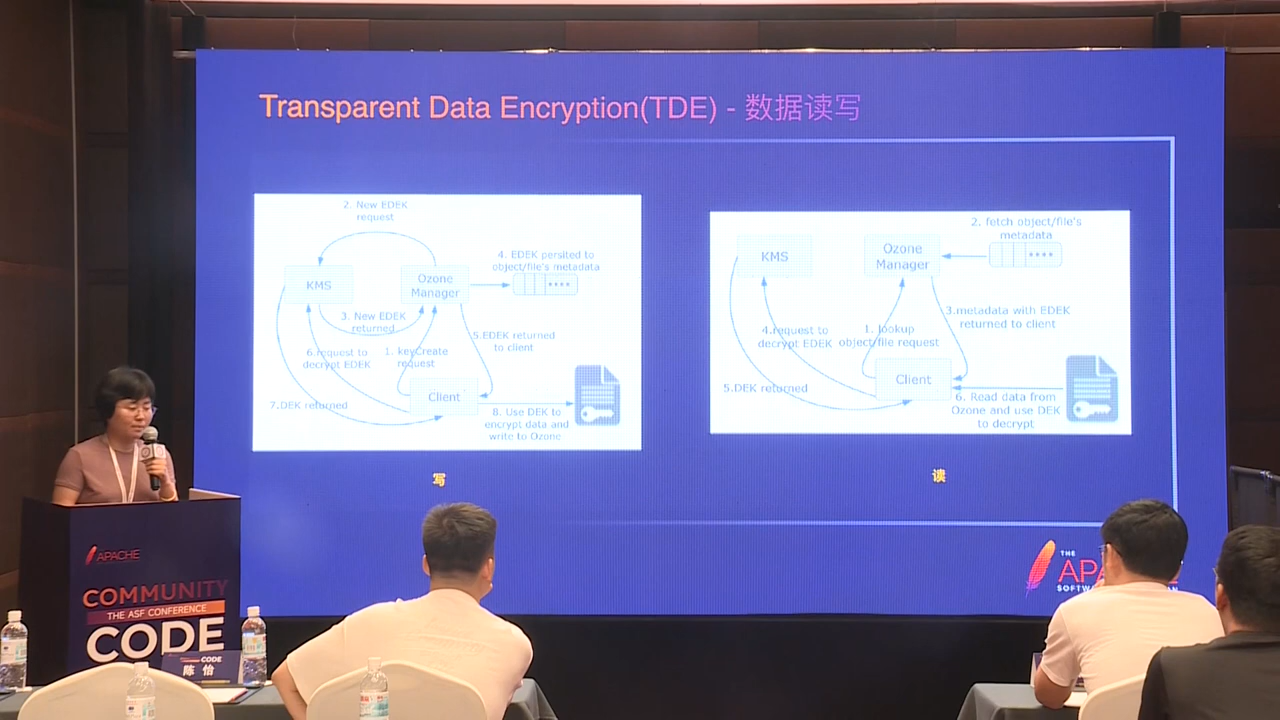 Transparent Data Encryption(TDE) - 数据读写
2. New EDEK
request
KMS
Ozone
Manager
4. EDEK persited to
object/file's metadata
****
3. New EDEK
returned
5.EDEK returned
to client
6.request to
decrypt EDEK
1. keyCreate
request
7.DEK returned
Client
8. Use DEK to
encrypt data and
write to Ozone
写
2. fetch object/file's
metadata
KMS
Ozone
Manager
****
3.metadata with EDEK
returned to client
4.request to
decrypt EDEK
1. lookup
object/file request
5.DEK returned
Client
6. Read data from
Ozone and use DEK
to decrypt
读
THE
APACHE
COMMUNITY
THE ASF CONFERENCE
CODE
CODE
陈 怡